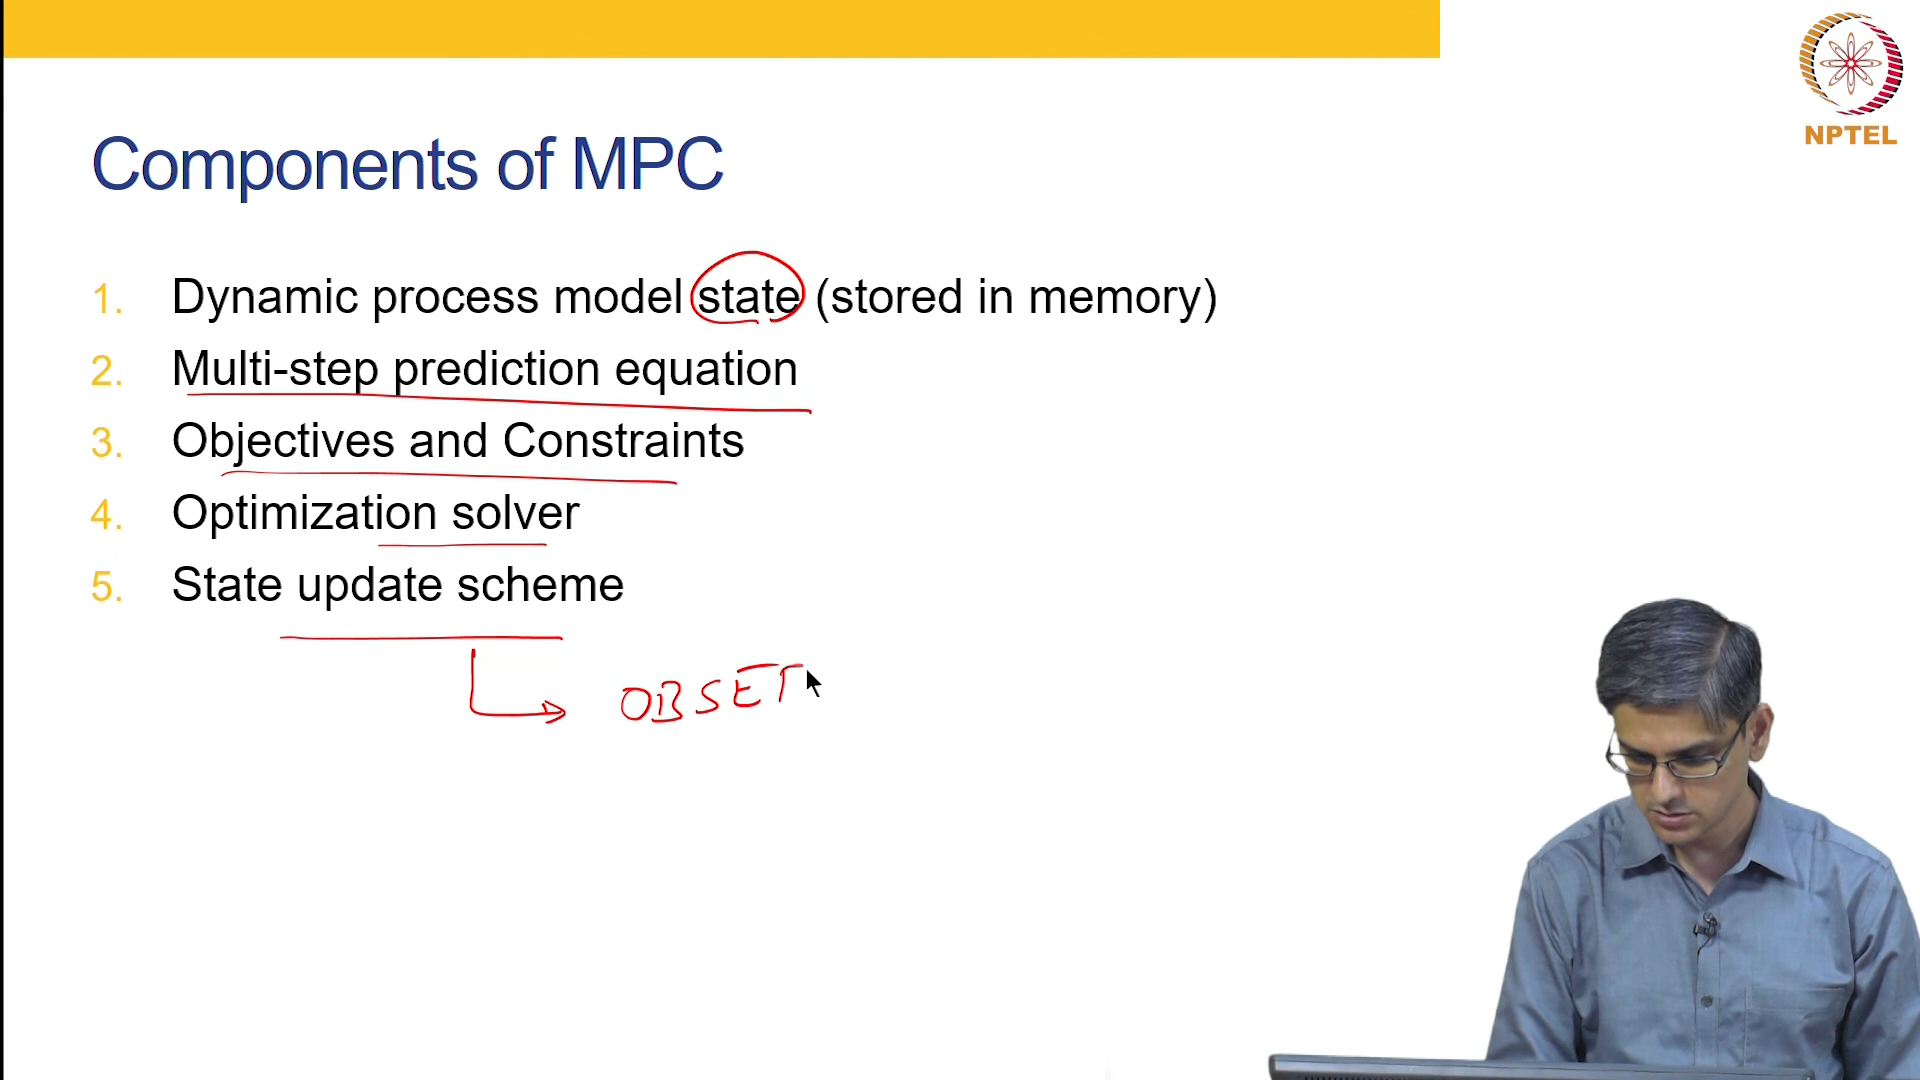 NPTEL
Components of MPC
1. Dynamic process model state (stored in memory)
2. Multi-step prediction equation
3. Objectives and Constraints
4. Optimization solver
5. State update scheme
OBSE